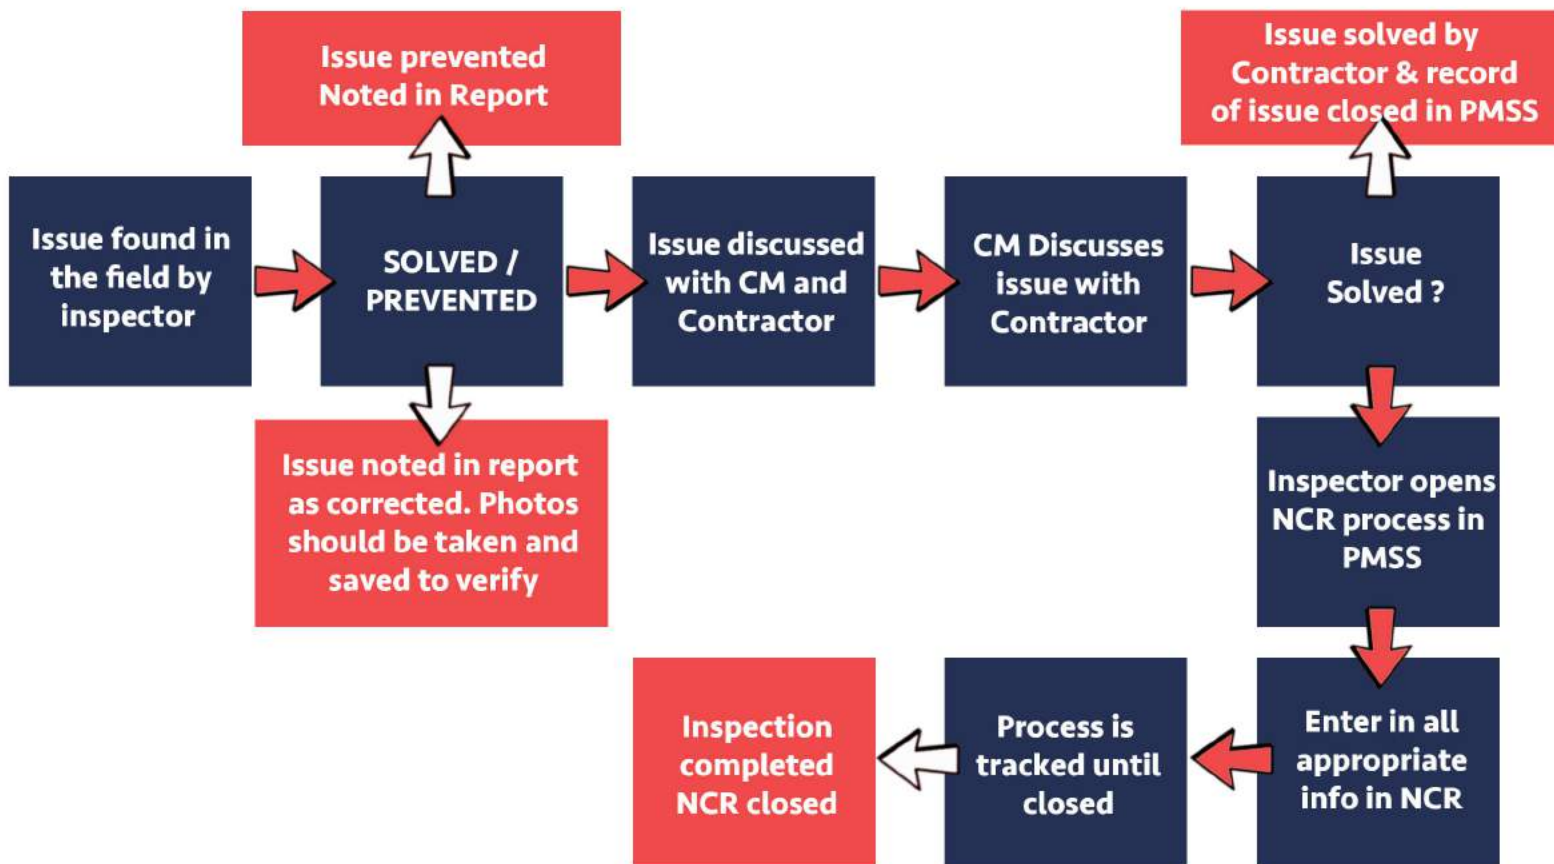 Issue prevented
Noted in Report
Issue solved by
Contractor & record
of issue closed in PMSS
Issue found in
the field by
inspector
SOLVED /
PREVENTED
Issue discussed
with CM and
Contractor
CM Discusses
issue with
Contractor
Issue
Solved ?
Issue noted in report
as corrected. Photos
should be taken and
saved to verify
Inspector opens
NCR process in
PMSS
Inspection
completed
NCR closed
Process is
tracked until
closed
Enter in all
appropriate
info in NCR